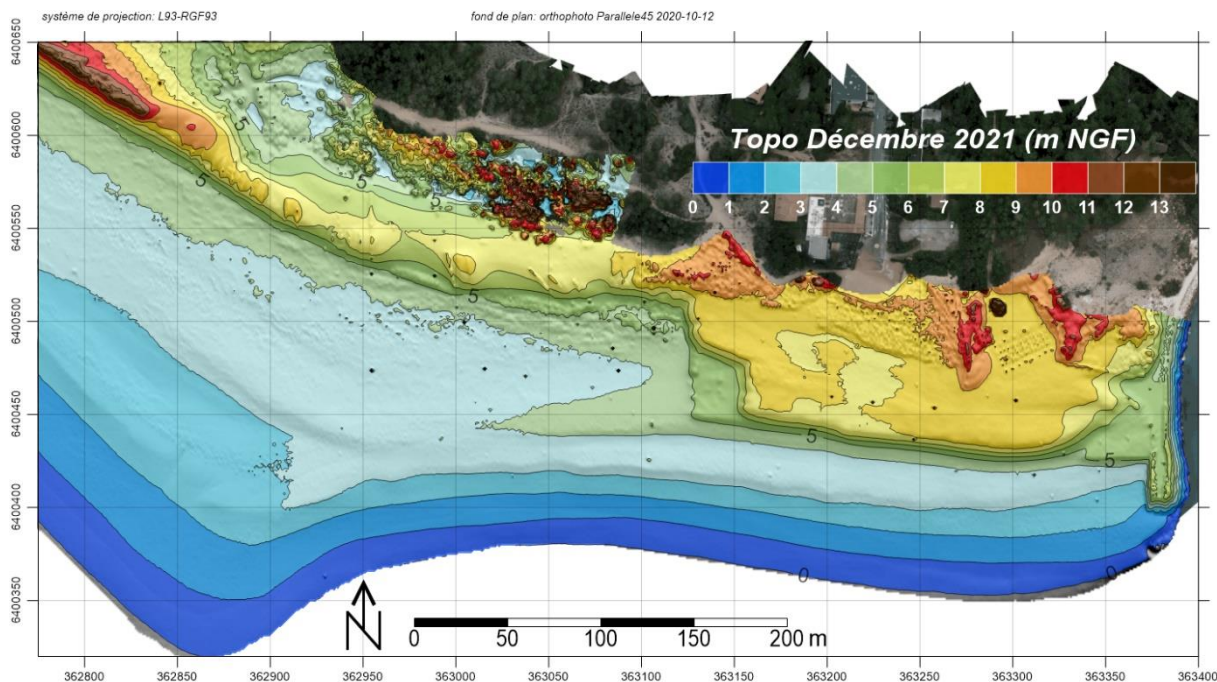 système de projection: L93-RGF93
fond de plan: orthophoto Parallele45 2020-10-12
Topo Décembre 2021 (m NGF)
0 1 2 3 4 5 6 7 8 9 10 11 12 13
6400650
6400600
6400550
6400500
6400450
6400400
6400350
5
5
5
5
5
5
5
0
0
N
0 50 100 150 200 m
362800 362850 362900 362950 363000 363050 363100 363150 363200 363250 363300 363350 363400